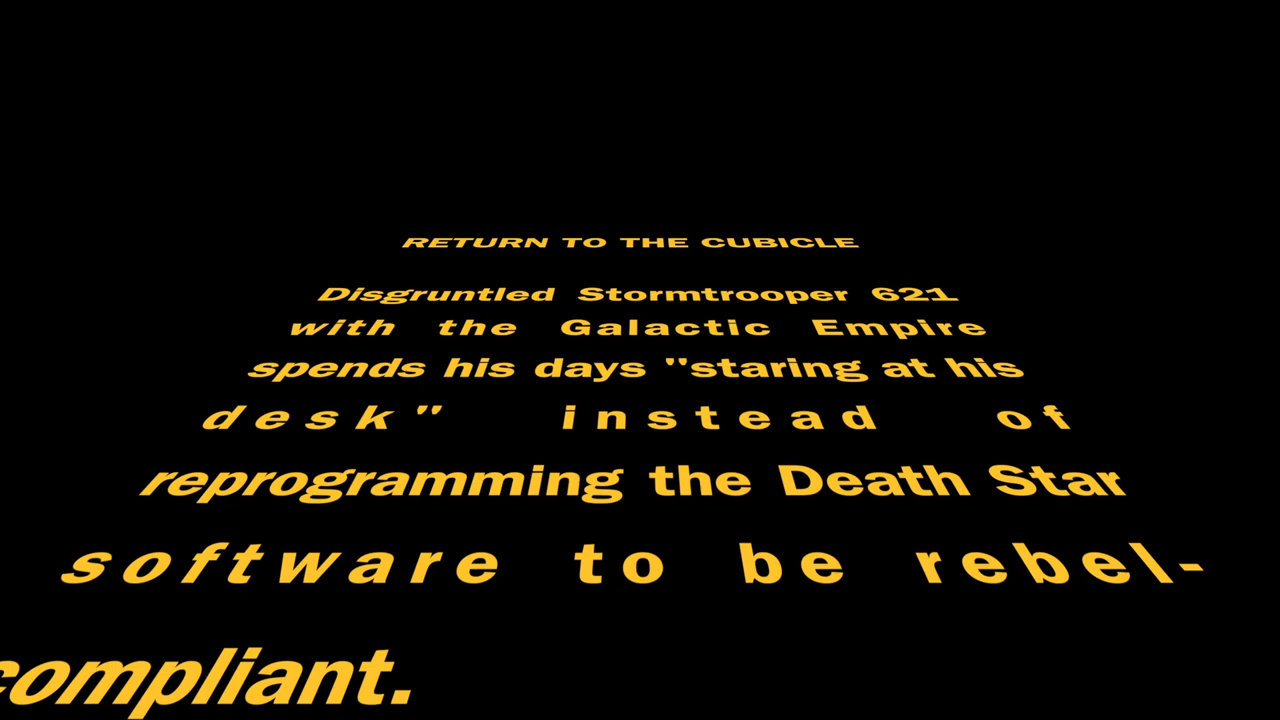 RETURN TO THE CUBICLE
Disgruntled Stormtrooper 621
with the Galactic Empire
spends his days "staring at his
desk" instead of
reprogramming the Death Star
software to be rebel-
compliant.